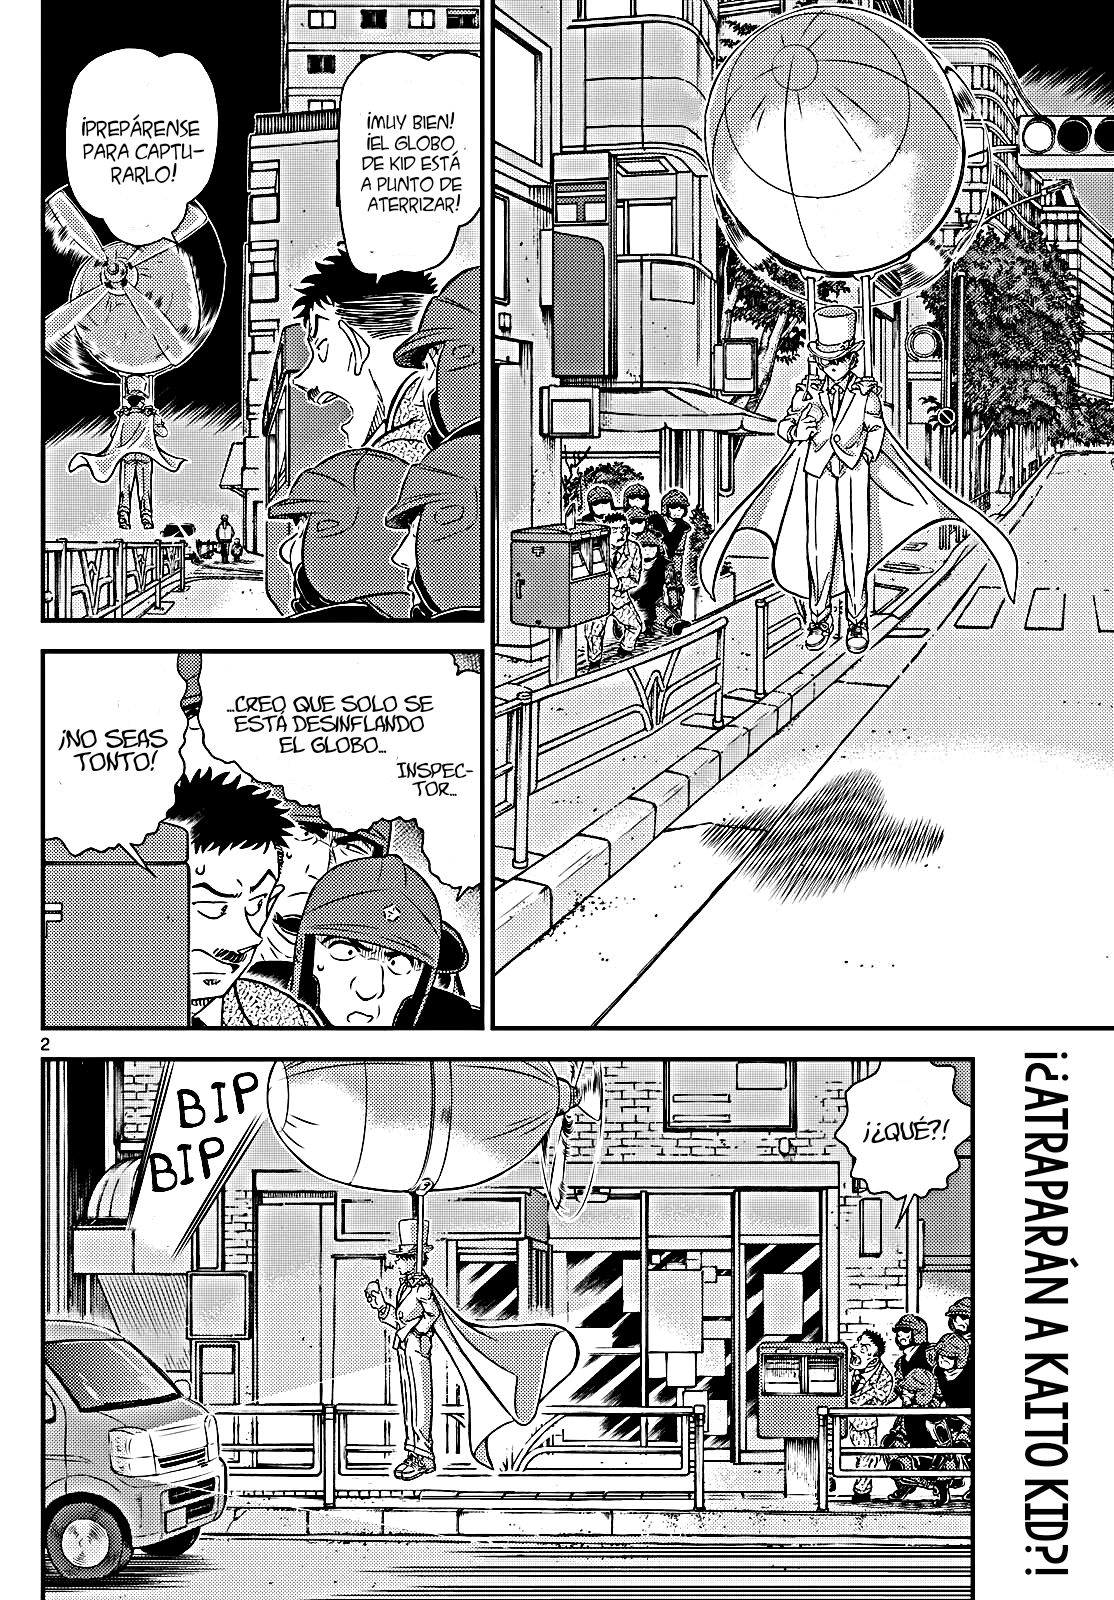 ¡MUY BIEN!
¡EL GLOBO
DE KID ESTÁ
A PUNTO DE
ATERRIZAR!
¡PREPÁRENSE
PARA CAPTU-
RARLO!
INSPEC-
TOR...
...CREO QUE SOLO SE
ESTÁ DESINFLANDO
EL GLOBO...
¡NO SEAS
TONTO!
2
¡¿QUÉ?!
BIP
BIP
¡¿ATRAPARÁN A KAITO KID?!